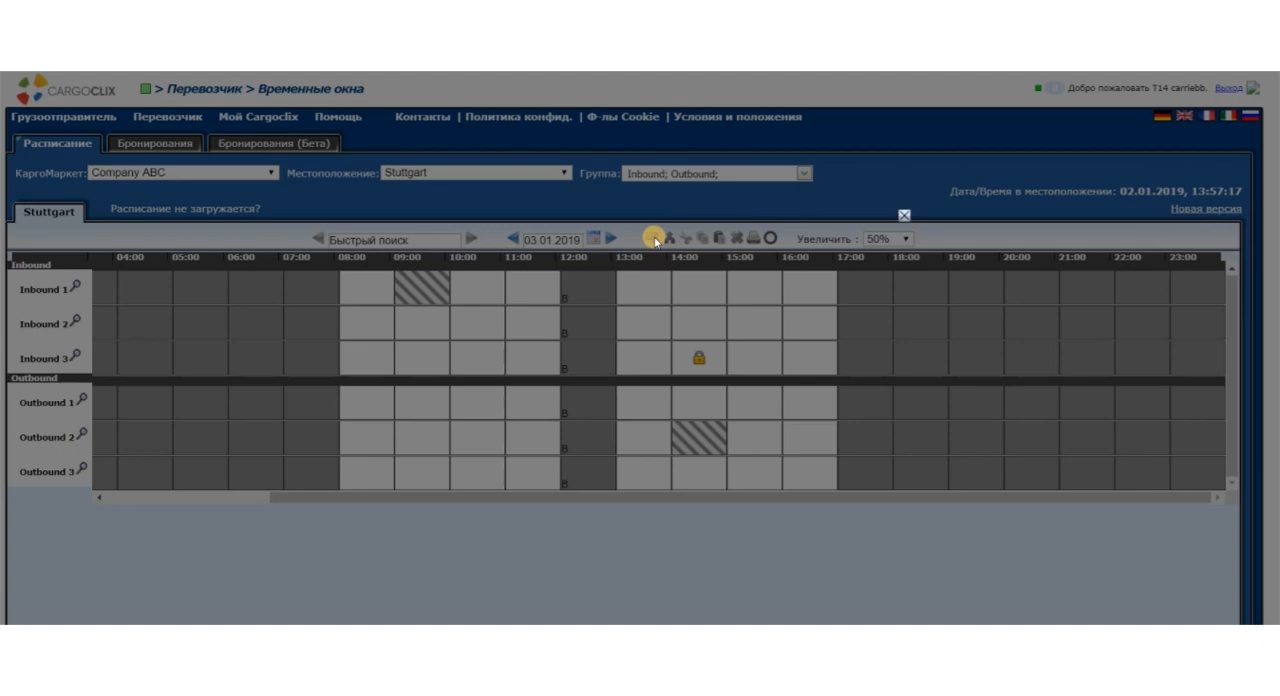 CARGOCLIX > Перевозчик > Временные окна Добро пожаловать T14 carriebb. Выход
Грузоотправитель Перевозчик Мой Cargoclix Помощь Контакты | Политика конфид. | Ф-лы Cookie | Условия и положения
Расписание Бронирования Бронирования (Бета)
КаргоМаркет: Company ABC Местоположение: Stuttgart Группа: Inbound; Outbound;
Дата/Время в местоположении: 02.01.2019, 13:57:17
Stuttgart Расписание не загружается? Новая версия
Быстрый поиск 03 01 2019 Увеличить : 50%
04:00 05:00 06:00 07:00 08:00 09:00 10:00 11:00 12:00 13:00 14:00 15:00 16:00 17:00 18:00 19:00 20:00 21:00 22:00 23:00
Inbound
Inbound 1 B
Inbound 2 B
Inbound 3 B
Outbound
Outbound 1 B
Outbound 2 B
Outbound 3 B